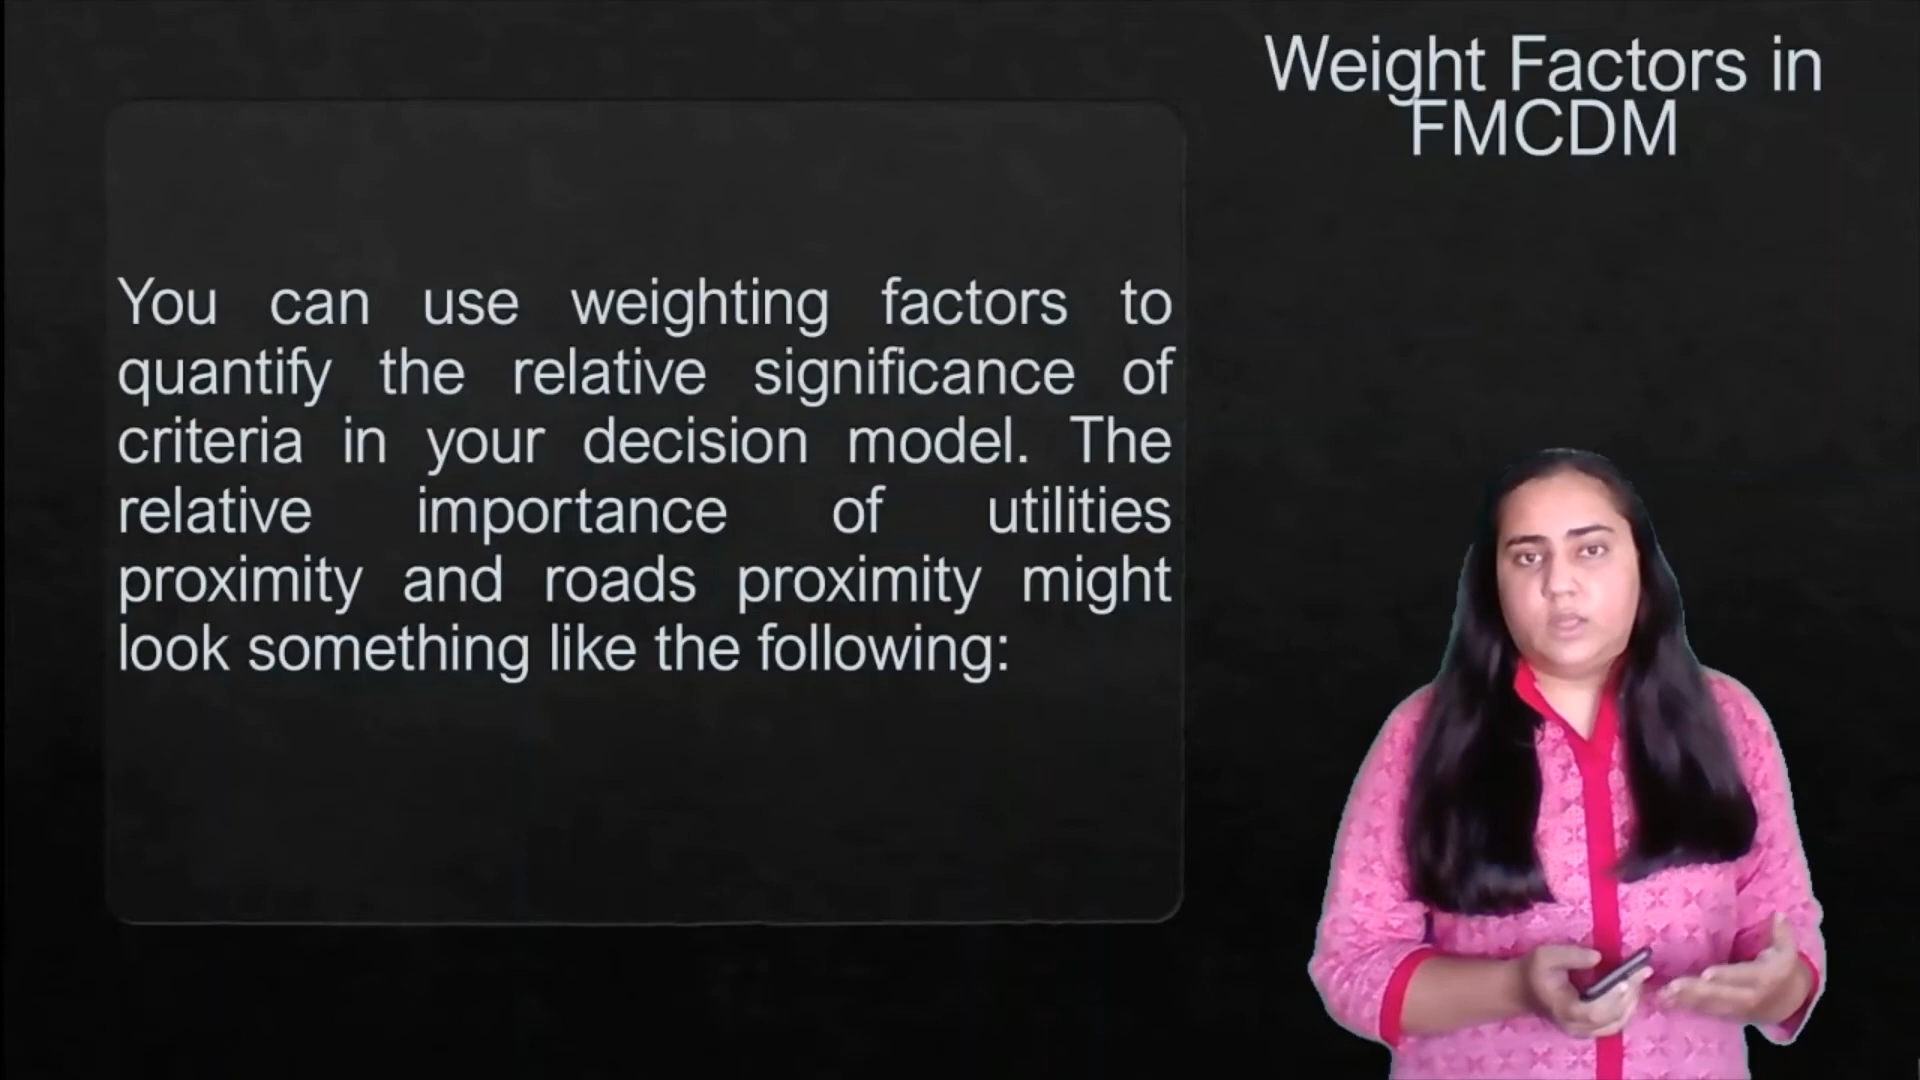 Weight Factors in
FMCDM
You can use weighting factors to
quantify the relative significance of
criteria in your decision model. The
relative importance of utilities
proximity and roads proximity might
look something like the following: